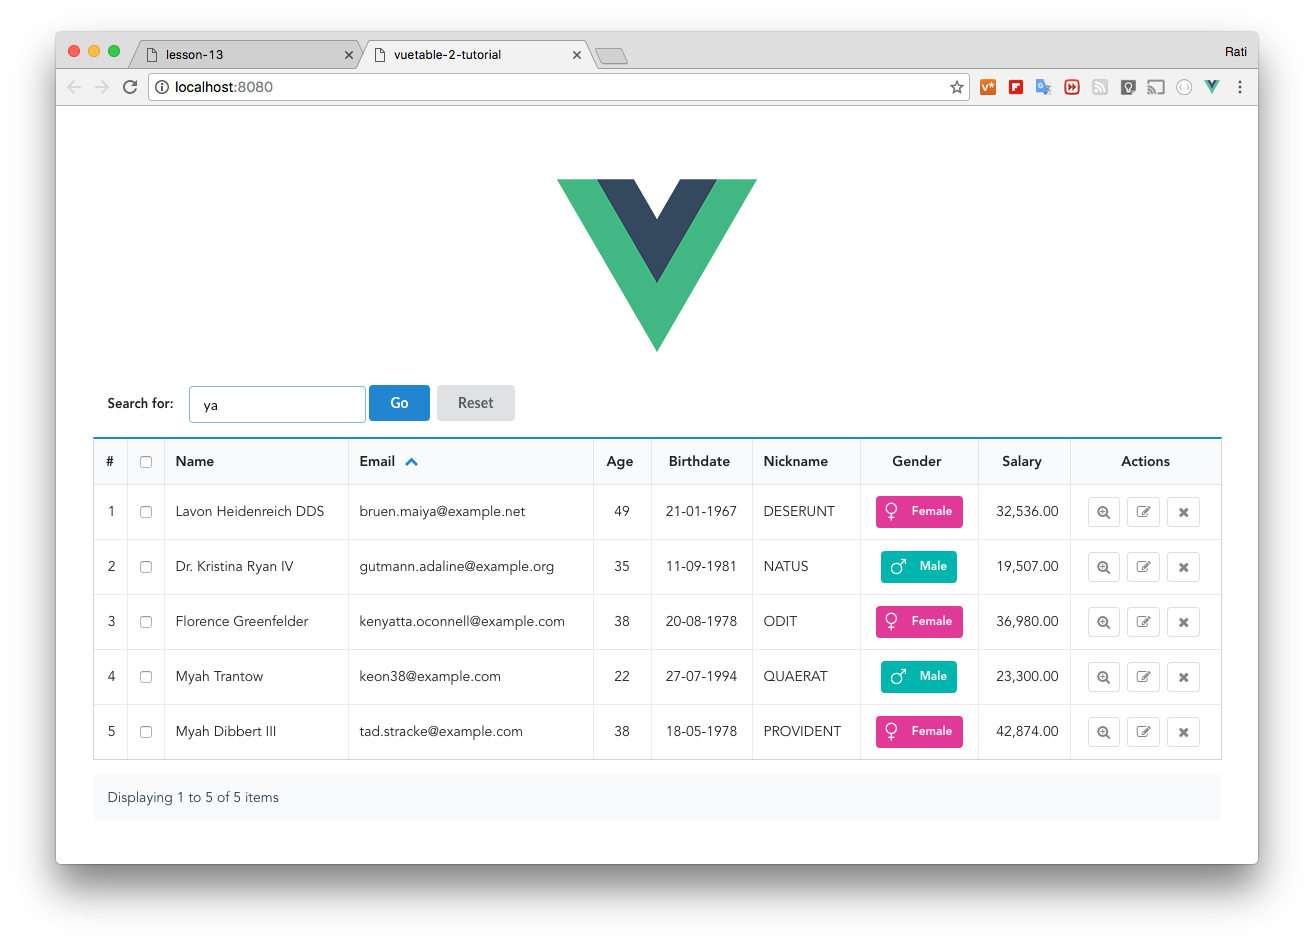 lesson-13
vuetable-2-tutorial
Rati
localhost:8080
Search for: ya Go Reset
# Name Email Age Birthdate Nickname Gender Salary Actions
1 Lavon Heidenreich DDS bruen.maiya@example.net 49 21-01-1967 DESERUNT Female 32,536.00
2 Dr. Kristina Ryan IV gutmann.adaline@example.org 35 11-09-1981 NATUS Male 19,507.00
3 Florence Greenfelder kenyatta.oconnell@example.com 38 20-08-1978 ODIT Female 36,980.00
4 Myah Trantow keon38@example.com 22 27-07-1994 QUAERAT Male 23,300.00
5 Myah Dibbert III tad.stracke@example.com 38 18-05-1978 PROVIDENT Female 42,874.00
Displaying 1 to 5 of 5 items